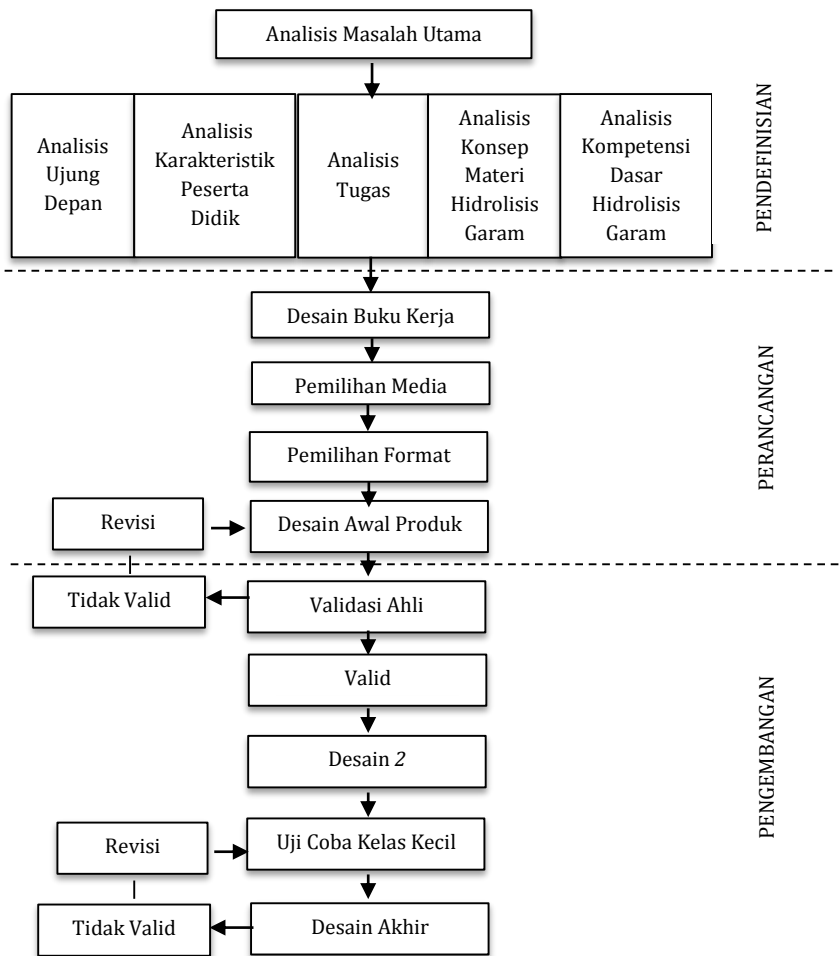 Analisis Masalah Utama
Analisis
Ujung
Depan
Analisis
Karakteristik
Peserta
Didik
Analisis
Tugas
Analisis
Konsep
Materi
Hidrolisis
Garam
Analisis
Kompetensi
Dasar
Hidrolisis
Garam
PENDEFINISIAN
Desain Buku Kerja
Pemilihan Media
Pemilihan Format
Revisi
Desain Awal Produk
PERANCANGAN
Tidak Valid
Validasi Ahli
Valid
Desain 2
Revisi
Uji Coba Kelas Kecil
Tidak Valid
Desain Akhir
PENGEMBANGAN